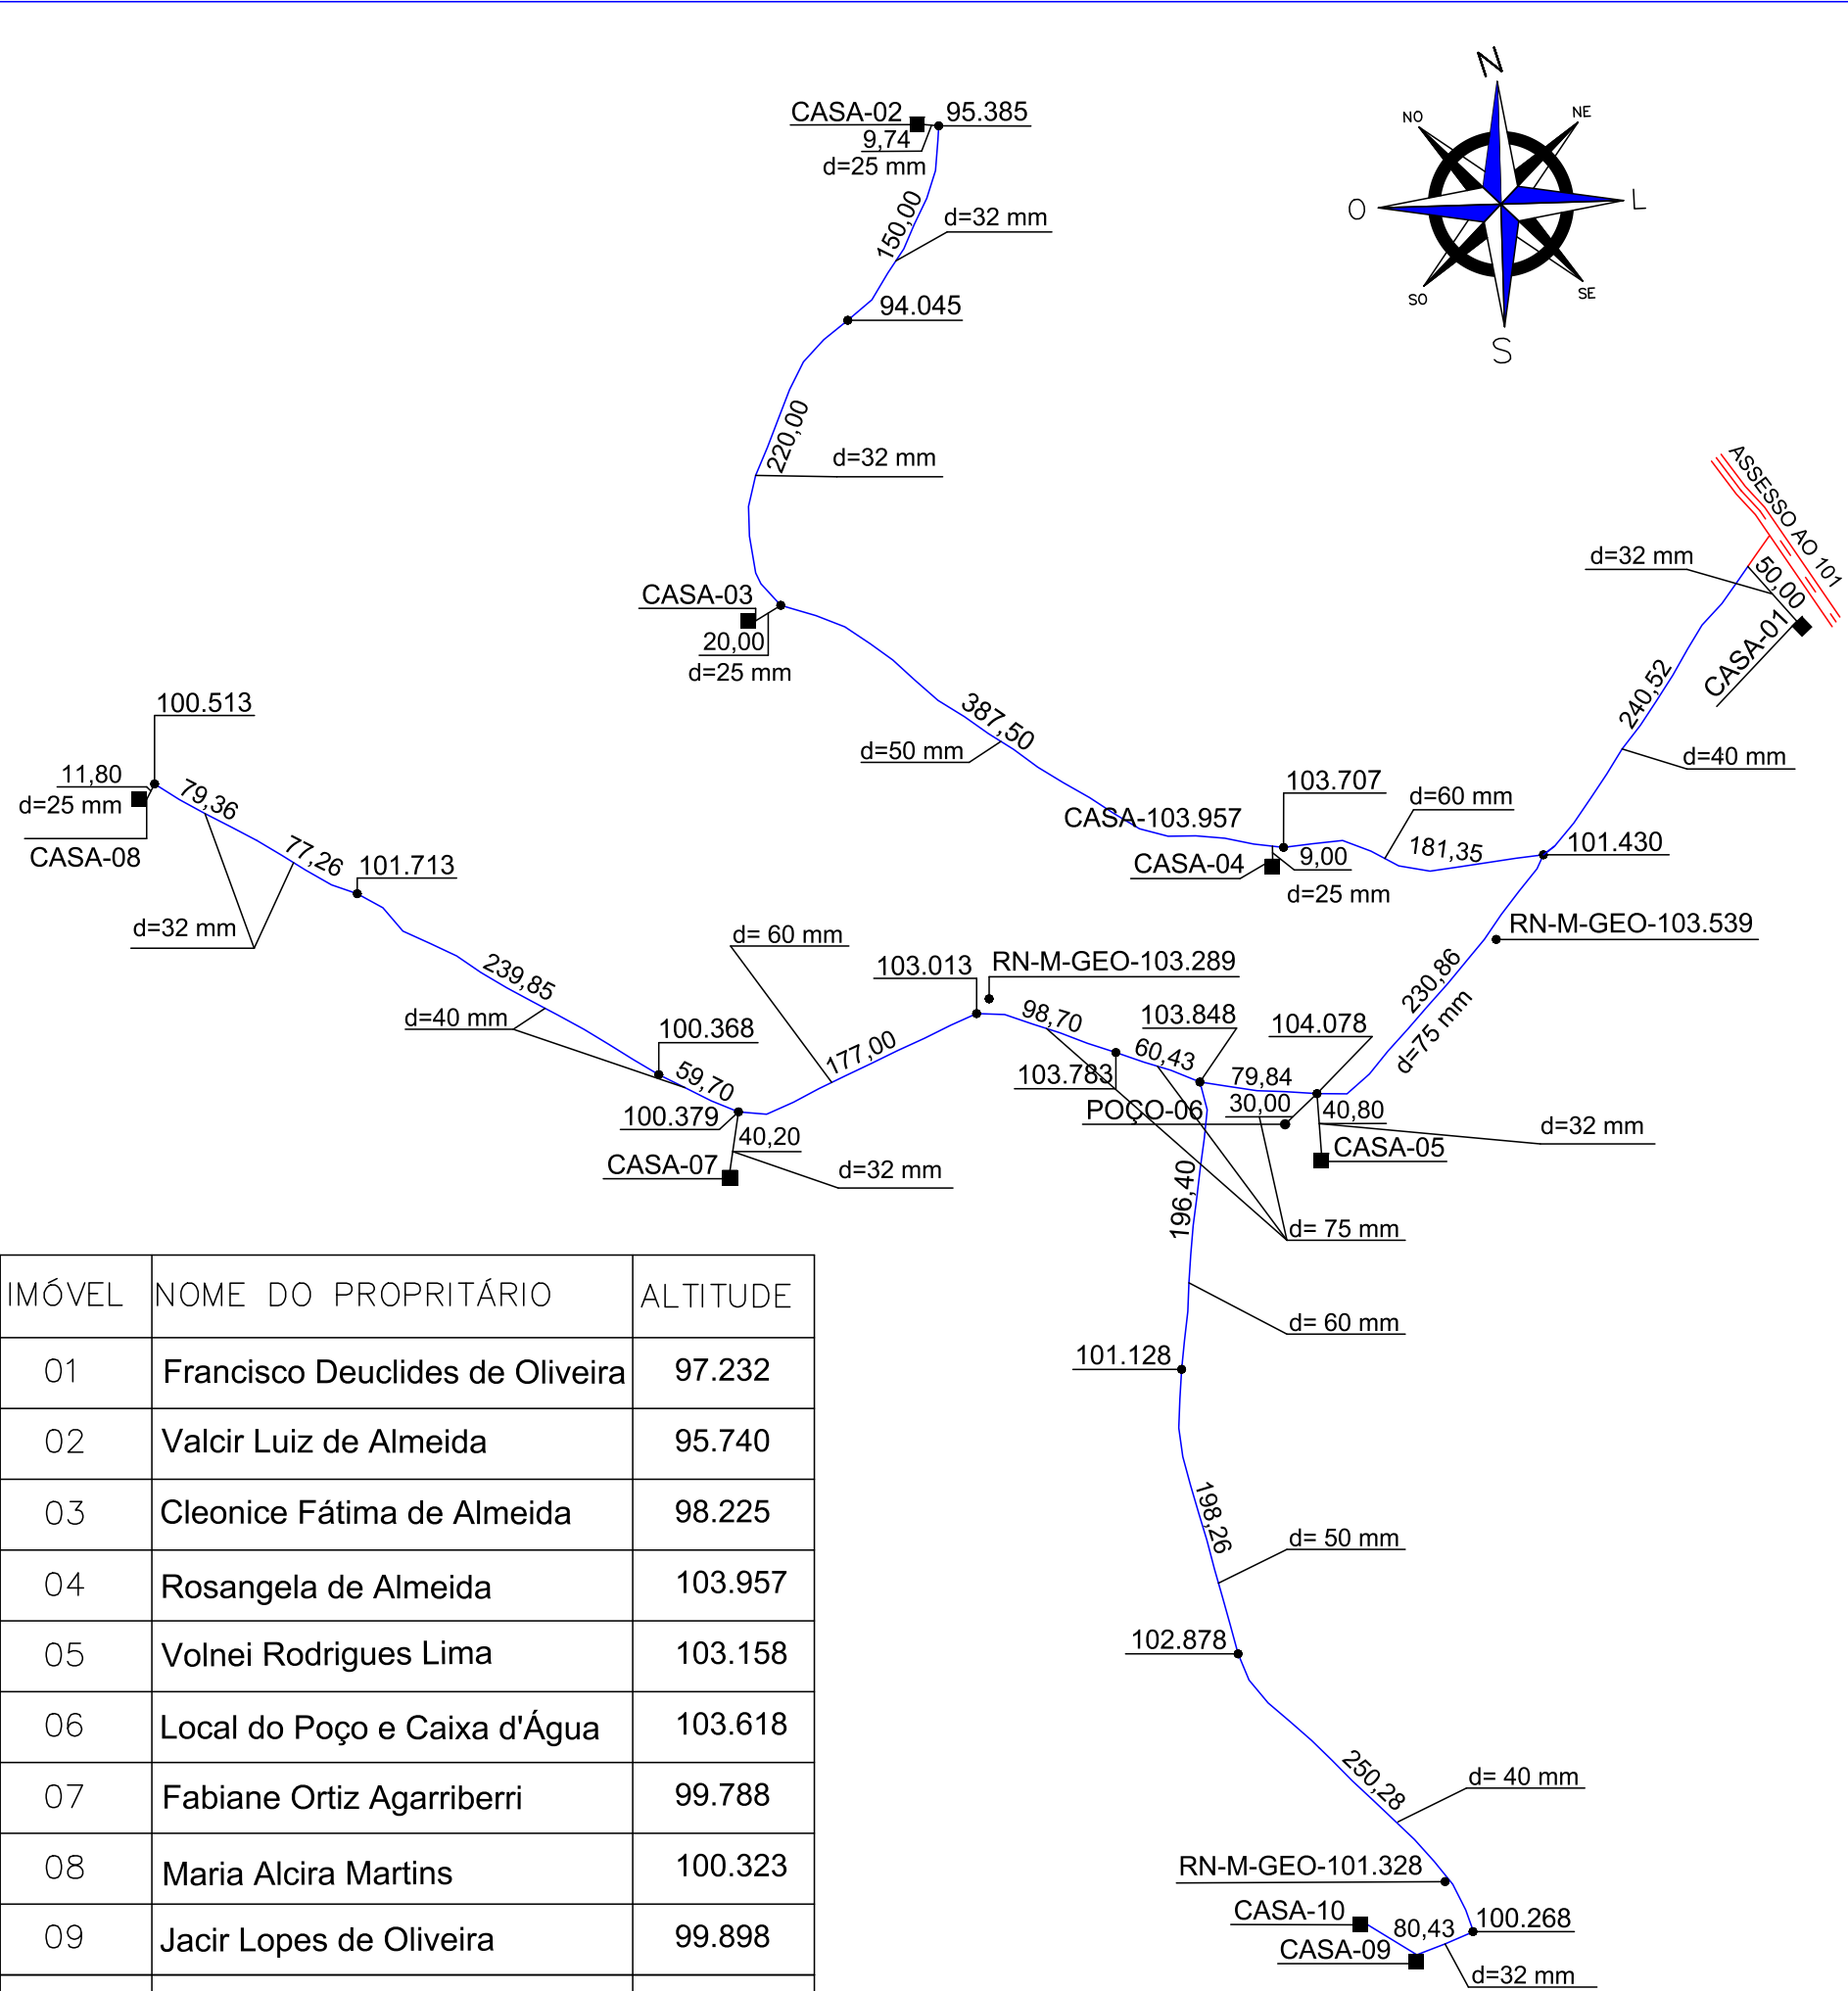 N
NO
NE
O
L
SO
SE
S
CASA-02
95.385
9,74
d=25 mm
150,00
d=32 mm
94.045
220,00
d=32 mm
ASSESSO AO 101
d=32 mm
50,00
CASA-01
CASA-03
20,00
d=25 mm
240,52
d=40 mm
387,50
d=50 mm
100.513
11,80
d=25 mm
79,36
CASA-08
77,26
101.713
d=32 mm
103.707
d=60 mm
CASA-103.957
181,35
101.430
CASA-04
9,00
d=25 mm
RN-M-GEO-103.539
239,85
d=40 mm
d= 60 mm
103.013
RN-M-GEO-103.289
230,86
d=75 mm
98,70
103.848
104.078
100.368
177,00
60,43
59,70
103.783
79,84
100.379
POÇO-06
30,00
40,80
d=32 mm
40,20
CASA-07
d=32 mm
CASA-05
196,40
d= 75 mm
d= 60 mm
101.128
198,26
d= 50 mm
102.878
250,28
d= 40 mm
RN-M-GEO-101.328
CASA-10
80,43
100.268
CASA-09
d=32 mm
IMÓVEL NOME DO PROPRITÁRIO ALTITUDE
01 Francisco Deuclides de Oliveira 97.232
02 Valcir Luiz de Almeida 95.740
03 Cleonice Fátima de Almeida 98.225
04 Rosangela de Almeida 103.957
05 Volnei Rodrigues Lima 103.158
06 Local do Poço e Caixa d'Água 103.618
07 Fabiane Ortiz Agarriberri 99.788
08 Maria Alcira Martins 100.323
09 Jacir Lopes de Oliveira 99.898